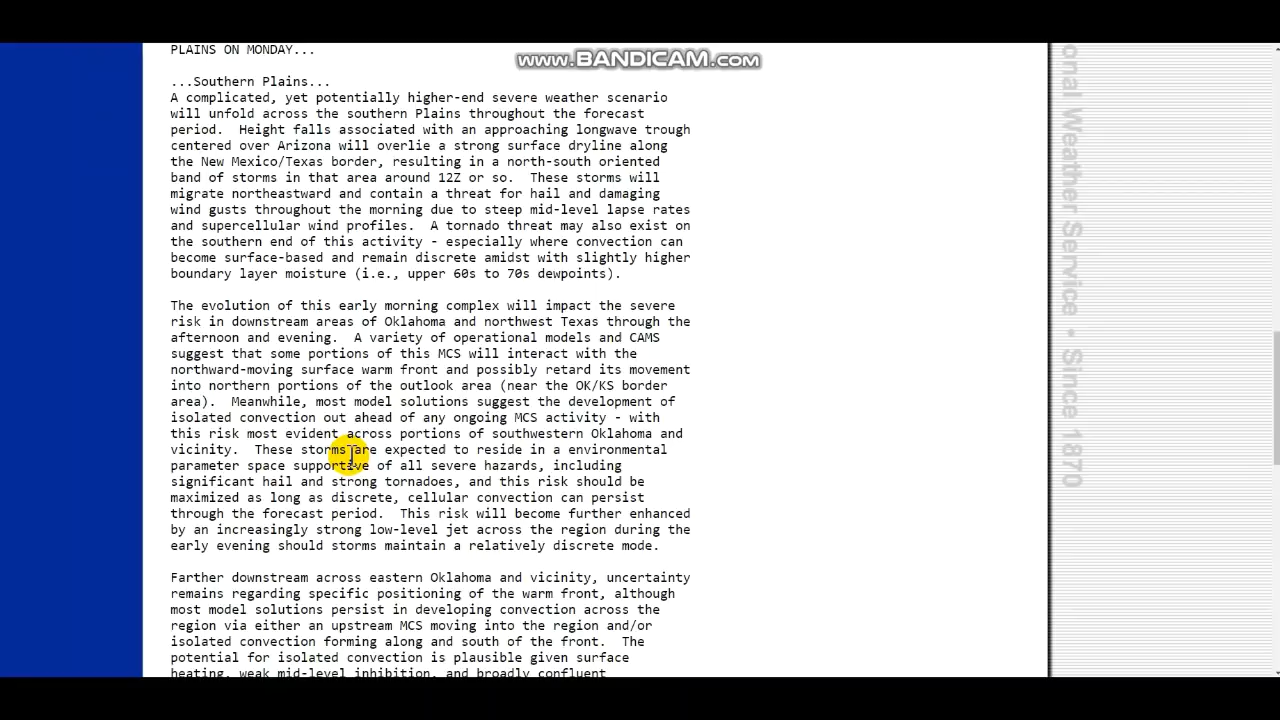 www.BANDICAM.com
PLAINS ON MONDAY...
...Southern Plains...
A complicated, yet potentially higher-end severe weather scenario
will unfold across the southern Plains throughout the forecast
period.  Height falls associated with an approaching longwave trough
centered over Arizona will overlie a strong surface dryline along
the New Mexico/Texas border, resulting in a north-south oriented
band of storms in that area around 12Z or so.  These storms will
migrate northeastward and contain a threat for hail and damaging
wind gusts throughout the morning due to steep mid-level lapse rates
and supercellular wind profiles.  A tornado threat may also exist on
the southern end of this activity - especially where convection can
become surface-based and remain discrete amidst with slightly higher
boundary layer moisture (i.e., upper 60s to 70s dewpoints).
The evolution of this early morning complex will impact the severe
risk in downstream areas of Oklahoma and northwest Texas through the
afternoon and evening.  A variety of operational models and CAMS
suggest that some portions of this MCS will interact with the
northward-moving surface warm front and possibly retard its movement
into northern portions of the outlook area (near the OK/KS border
area).  Meanwhile, most model solutions suggest the development of
isolated convection out ahead of any ongoing MCS activity - with
this risk most evident across portions of southwestern Oklahoma and
vicinity.  These storms are expected to reside in a environmental
parameter space supportive of all severe hazards, including
significant hail and strong tornadoes, and this risk should be
maximized as long as discrete, cellular convection can persist
through the forecast period.  This risk will become further enhanced
by an increasingly strong low-level jet across the region during the
early evening should storms maintain a relatively discrete mode.
Farther downstream across eastern Oklahoma and vicinity, uncertainty
remains regarding specific positioning of the warm front, although
most model solutions persist in developing convection across the
region via either an upstream MCS moving into the region and/or
isolated convection forming along and south of the front.  The
potential for isolated convection is plausible given surface
heating, weak mid-level inhibition, and broadly confluent
onal Weather Service • Since 1870